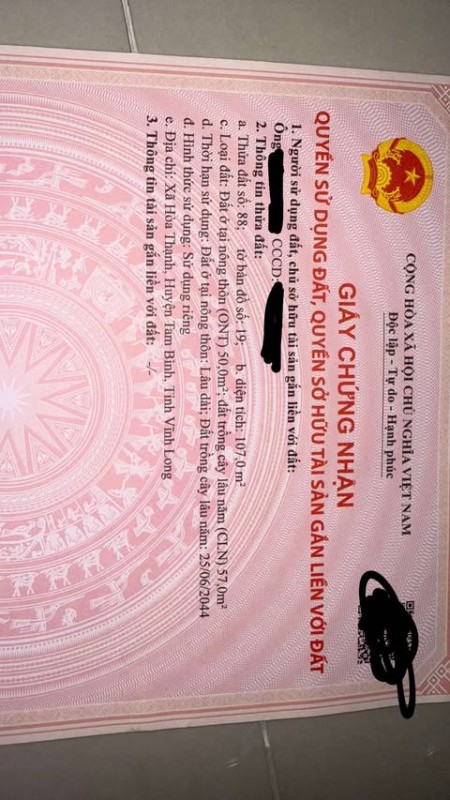 CỘNG HÒA XÃ HỘI CHỦ NGHĨA VIỆT NAM
Độc lập - Tự do - Hạnh phúc
GIẤY CHỨNG NHẬN
QUYỀN SỬ DỤNG ĐẤT, QUYỀN SỞ HỮU TÀI SẢN GẮN LIỀN VỚI ĐẤT
1. Người sử dụng đất, chủ sở hữu tài sản gắn liền với đất:
Ông CCCD:
2. Thông tin thửa đất:
a. Thửa đất số: 88; tờ bản đồ số: 19; b. diện tích: 107,0 m²
c. Loại đất: Đất ở tại nông thôn (ONT) 50,0m²; đất trồng cây lâu năm (CLN) 57,0m²
d. Thời hạn sử dụng: Đất ở tại nông thôn: Lâu dài; Đất trồng cây lâu năm: 25/06/2044
đ. Hình thức sử dụng: Sử dụng riêng
e. Địa chỉ: Xã Hòa Thạnh, Huyện Tam Bình, Tỉnh Vĩnh Long
3. Thông tin tài sản gắn liền với đất: -/-